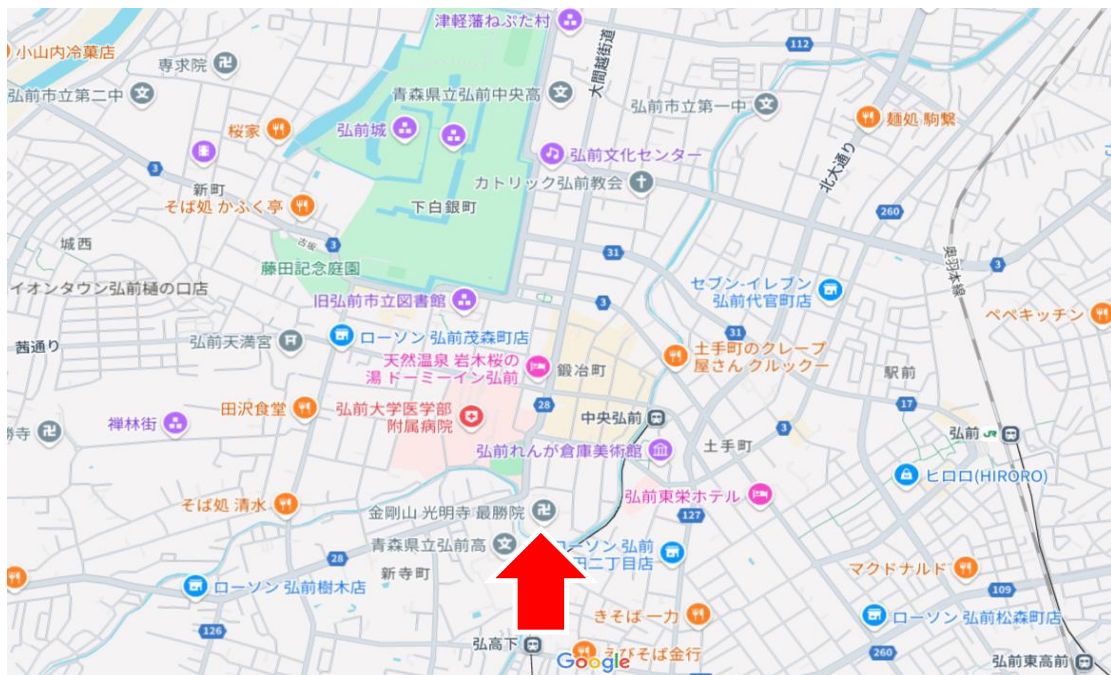 津軽藩ねぷた村
小山内冷菓店
専求院
大間越街道
112
弘前市立第二中
青森県立弘前中央高
弘前市立第一中
麺処 駒繋
桜家
弘前城
弘前文化センター
北大通り
3
新町
カトリック弘前教会
そば処 かふく亭
下白銀町
260
城西
古坂
3
31
奥羽本線
3
藤田記念庭園
イオンタウン弘前樋の口店
旧弘前市立図書館
3
セブン-イレブン
弘前代官町店
ペペキッチン
茜通り
弘前天満宮
ローソン 弘前茂森町店
31
天然温泉 岩木桜の
湯 ドーミーイン弘前
鍛冶町
土手町のクレープ
屋さん クルックー
駅前
田沢食堂
弘前大学医学部
附属病院
28
中央弘前
17
禅林街
勝寺
3
弘前
JR
弘前れんが倉庫美術館
土手町
ヒロロ(HIRORO)
弘前東栄ホテル
そば処 清水
金剛山 光明寺 最勝院
127
青森県立弘前高
ローソン 弘前
田二丁目店
28
新寺町
マクドナルド
ローソン 弘前樹木店
109
きそば 一力
ローソン 弘前松森町店
126
弘高下
えびそば金行
260
Google
弘前東高前